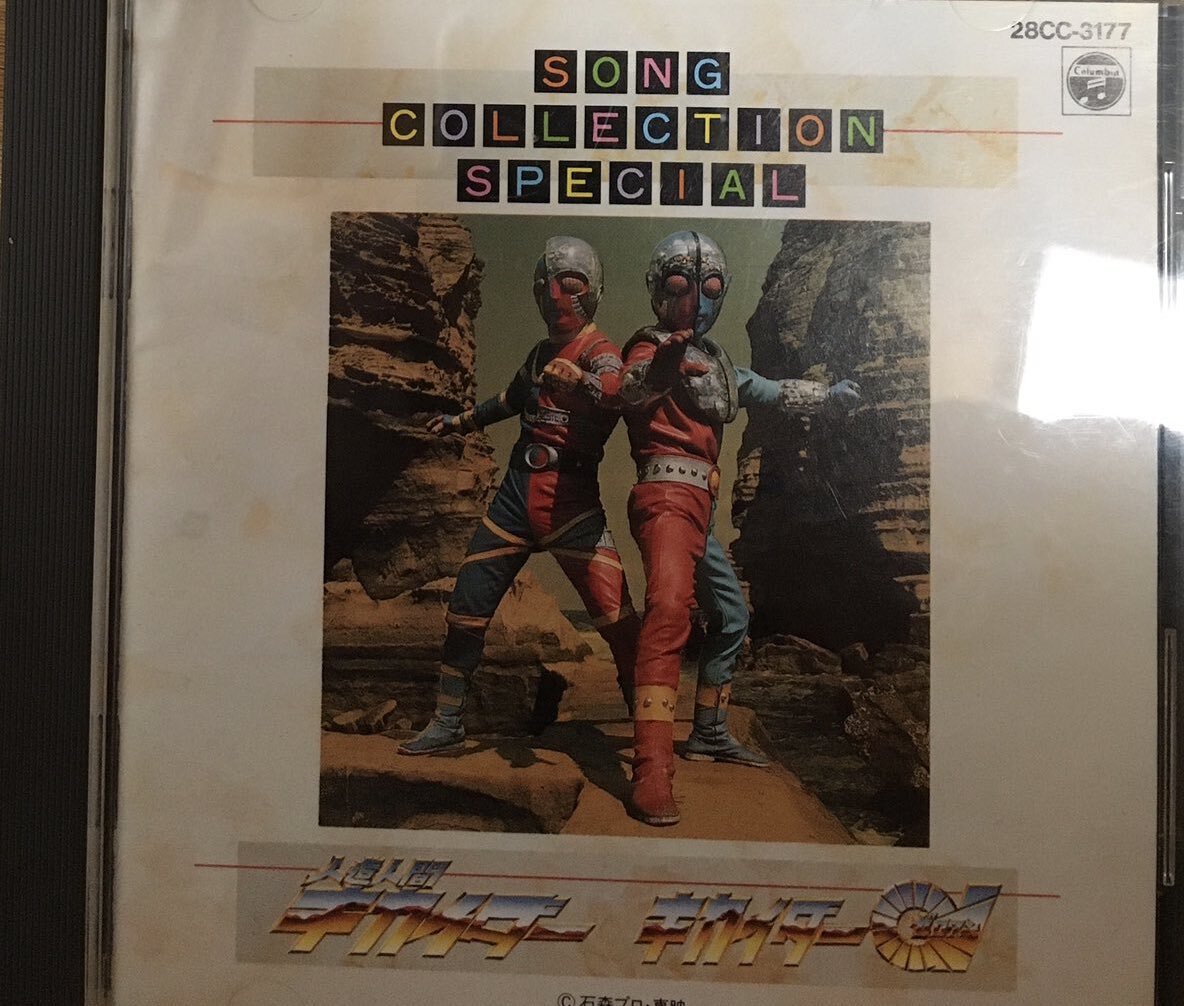 28CC-3177
Columbia
SONG
COLLECTION
SPECIAL
人造人間
キカイダー キカイダー01
©石森プロ・東映